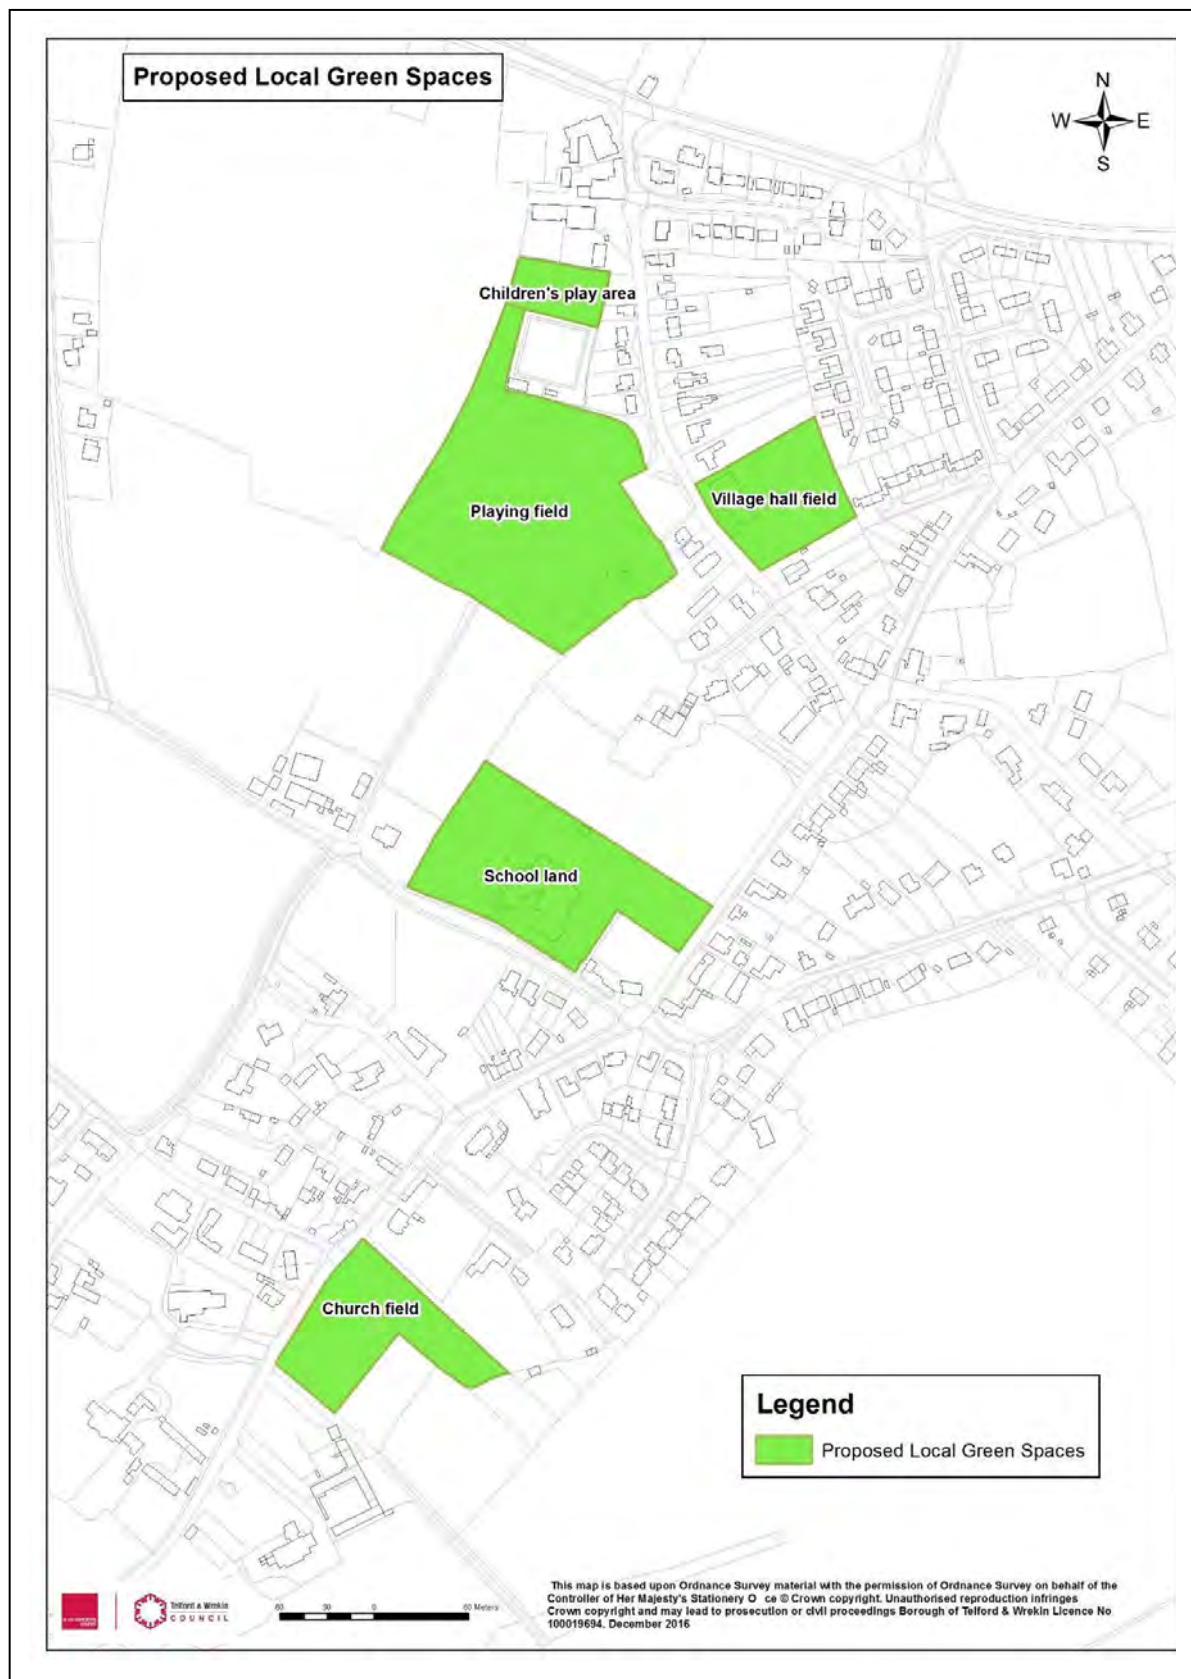 Proposed Local Green Spaces
N
W E
S
Children's play area
Playing field
Village hall field
School land
Church field
Legend
Proposed Local Green Spaces
Telford & Wrekin
COUNCIL
60 30 0 60 Meters
This map is based upon Ordnance Survey material with the permission of Ordnance Survey on behalf of the
Controller of Her Majesty's Stationery O ce © Crown copyright. Unauthorised reproduction infringes
Crown copyright and may lead to prosecution or civil proceedings Borough of Telford & Wrekin Licence No
100019694. December 2016